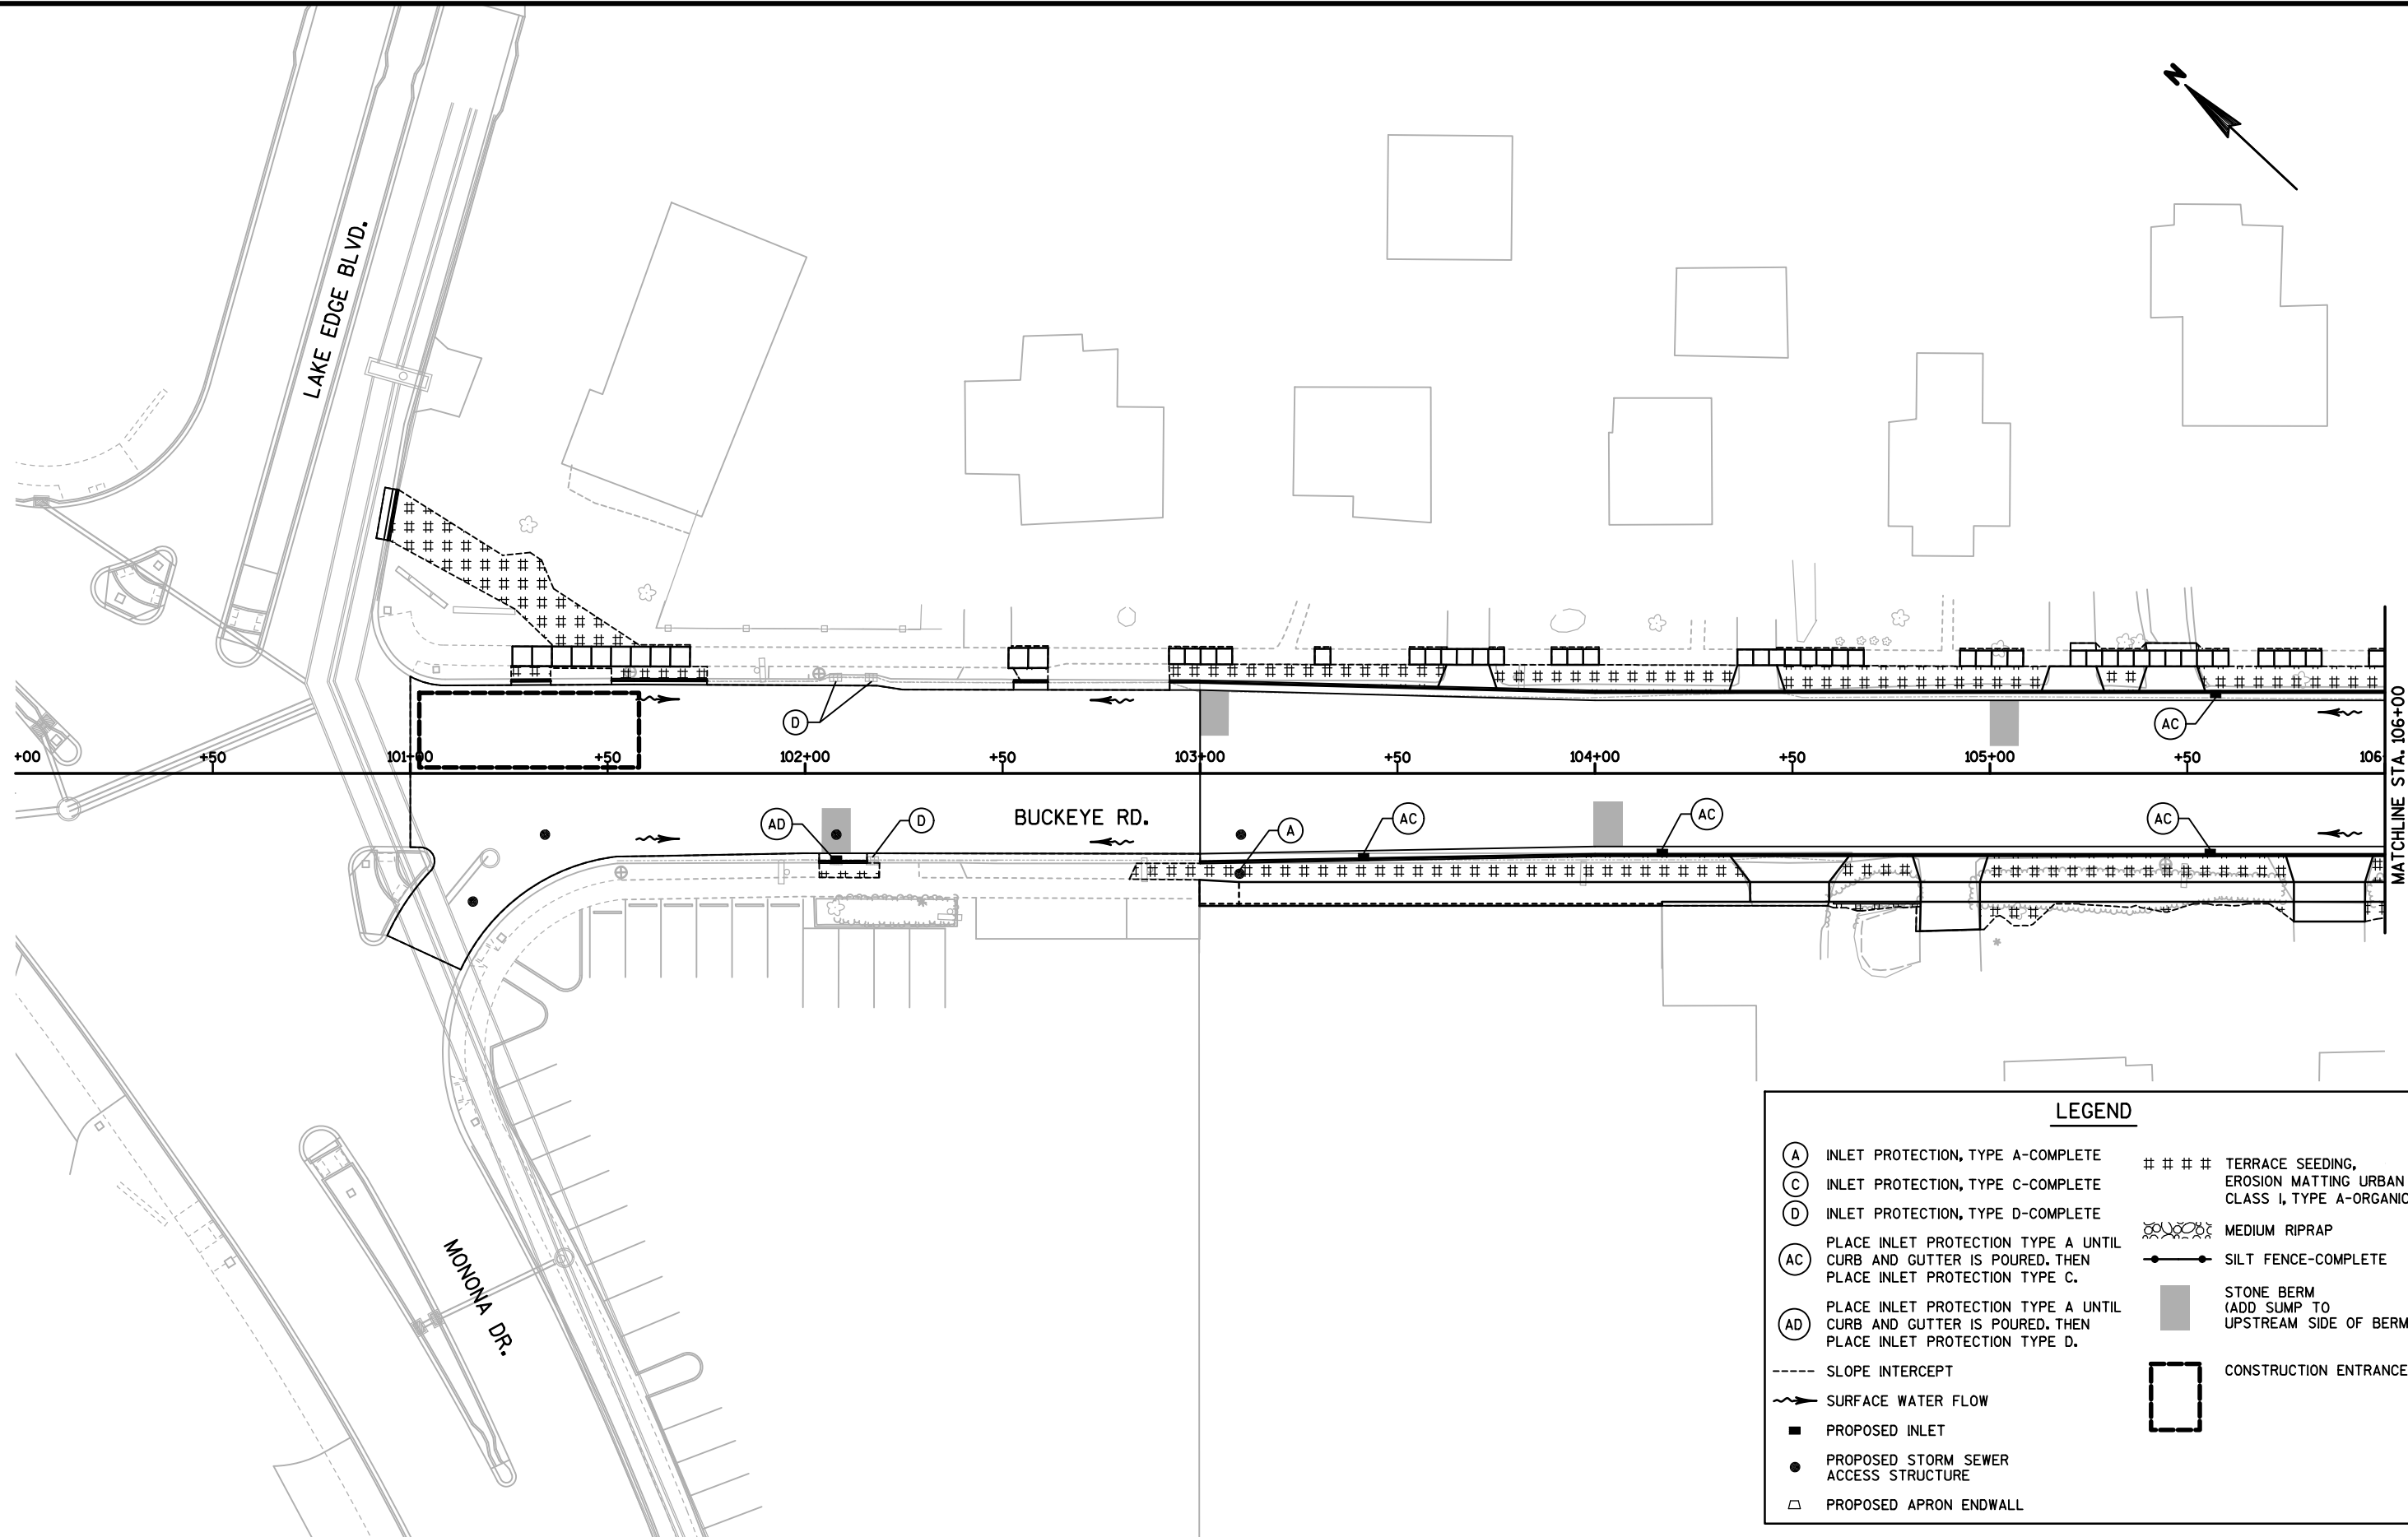 N
LAKE EDGE BLVD.
D
AC
+00
+50
101+00
+50
102+00
+50
103+00
+50
104+00
+50
105+00
+50
106
MATCHLINE STA. 106+00
AD
D
BUCKEYE RD.
A
AC
AC
AC
MONONA DR.
LEGEND
A INLET PROTECTION, TYPE A-COMPLETE
C INLET PROTECTION, TYPE C-COMPLETE
D INLET PROTECTION, TYPE D-COMPLETE
AC PLACE INLET PROTECTION TYPE A UNTIL
CURB AND GUTTER IS POURED. THEN
PLACE INLET PROTECTION TYPE C.
AD PLACE INLET PROTECTION TYPE A UNTIL
CURB AND GUTTER IS POURED. THEN
PLACE INLET PROTECTION TYPE D.
SLOPE INTERCEPT
SURFACE WATER FLOW
PROPOSED INLET
PROPOSED STORM SEWER
ACCESS STRUCTURE
PROPOSED APRON ENDWALL
TERRACE SEEDING,
EROSION MATTING URBAN
CLASS I, TYPE A-ORGANIC
MEDIUM RIPRAP
SILT FENCE-COMPLETE
STONE BERM
(ADD SUMP TO
UPSTREAM SIDE OF BERM
CONSTRUCTION ENTRANCE